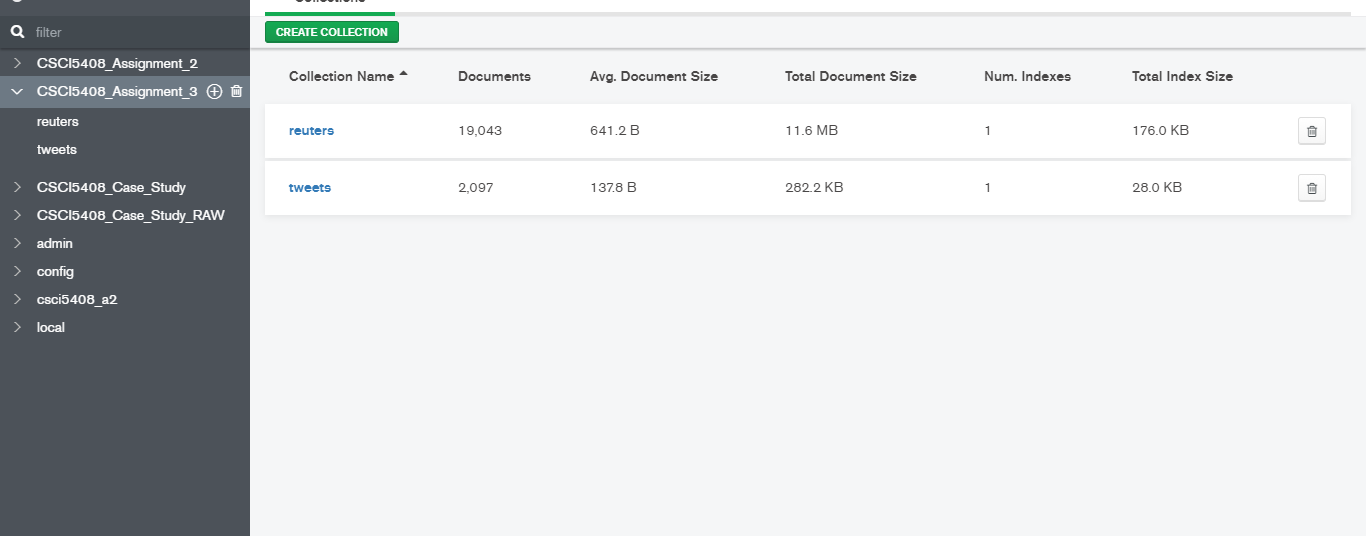 Collections
filter
CREATE COLLECTION
CSCI5408_Assignment_2
CSCI5408_Assignment_3
reuters
tweets
CSCI5408_Case_Study
CSCI5408_Case_Study_RAW
admin
config
csci5408_a2
local
Collection Name Documents Avg. Document Size Total Document Size Num. Indexes Total Index Size
reuters 19,043 641.2 B 11.6 MB 1 176.0 KB
tweets 2,097 137.8 B 282.2 KB 1 28.0 KB